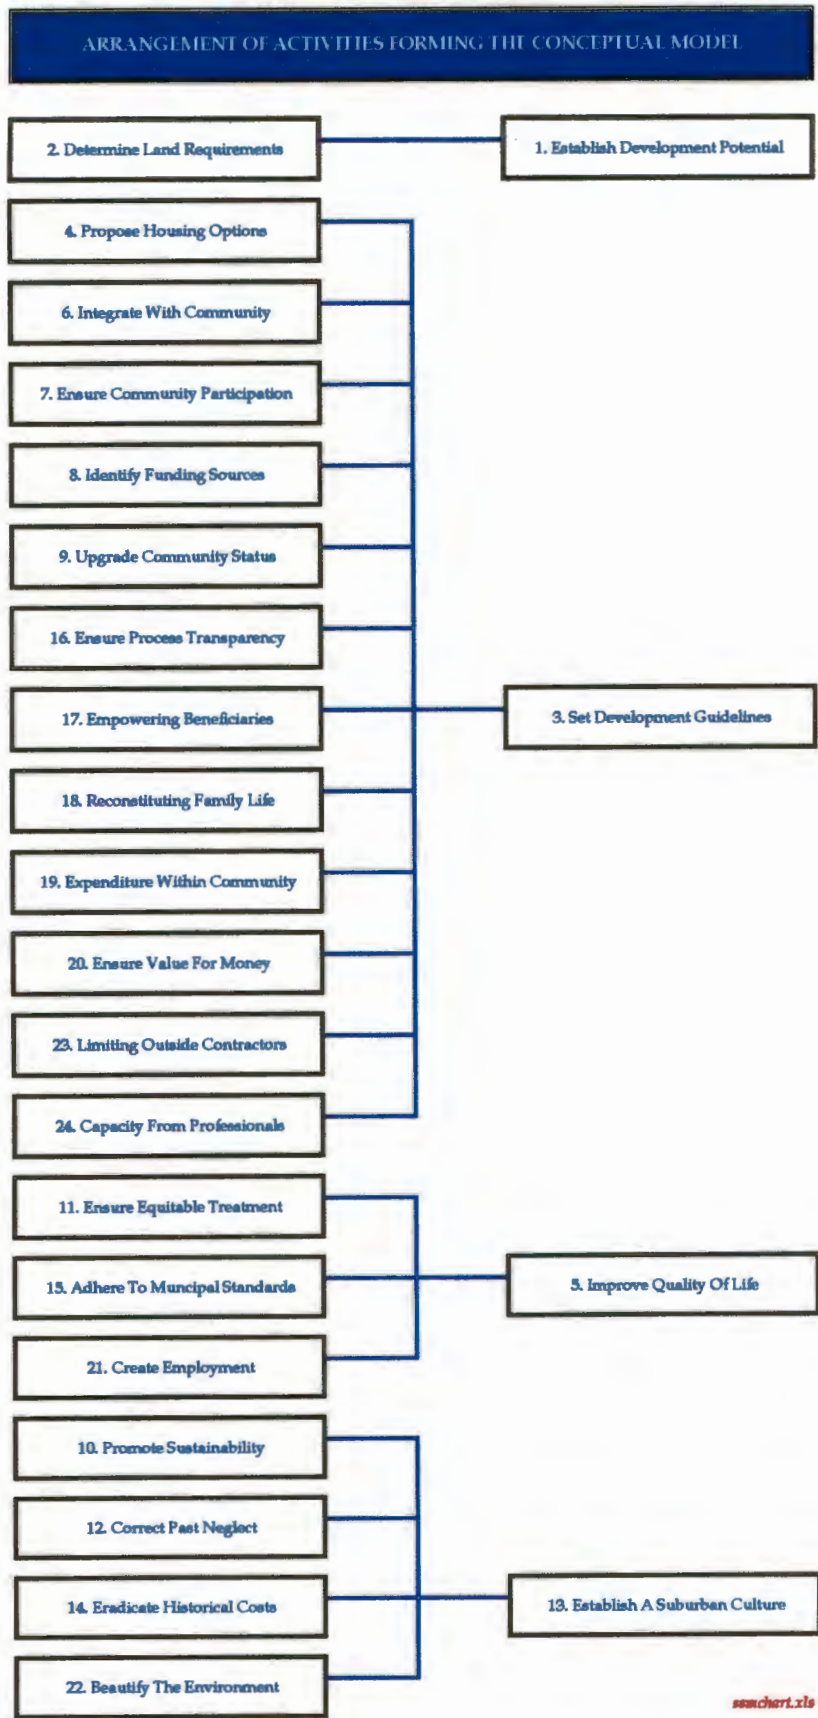 ARRANGEMENT OF ACTIVITIES FORMING THE CONCEPTUAL MODEL
2. Determine Land Requirements
1. Establish Development Potential
4. Propose Housing Options
6. Integrate With Community
7. Ensure Community Participation
8. Identify Funding Sources
9. Upgrade Community Status
16. Ensure Process Transparency
17. Empowering Beneficiaries
3. Set Development Guidelines
18. Reconstituting Family Life
19. Expenditure Within Community
20. Ensure Value For Money
23. Limiting Outside Contractors
24. Capacity From Professionals
11. Ensure Equitable Treatment
15. Adhere To Muncipal Standards
5. Improve Quality Of Life
21. Create Employment
10. Promote Sustainability
12. Correct Past Neglect
14. Eradicate Historical Costs
13. Establish A Suburban Culture
22. Beautify The Environment
ssmchart.xls